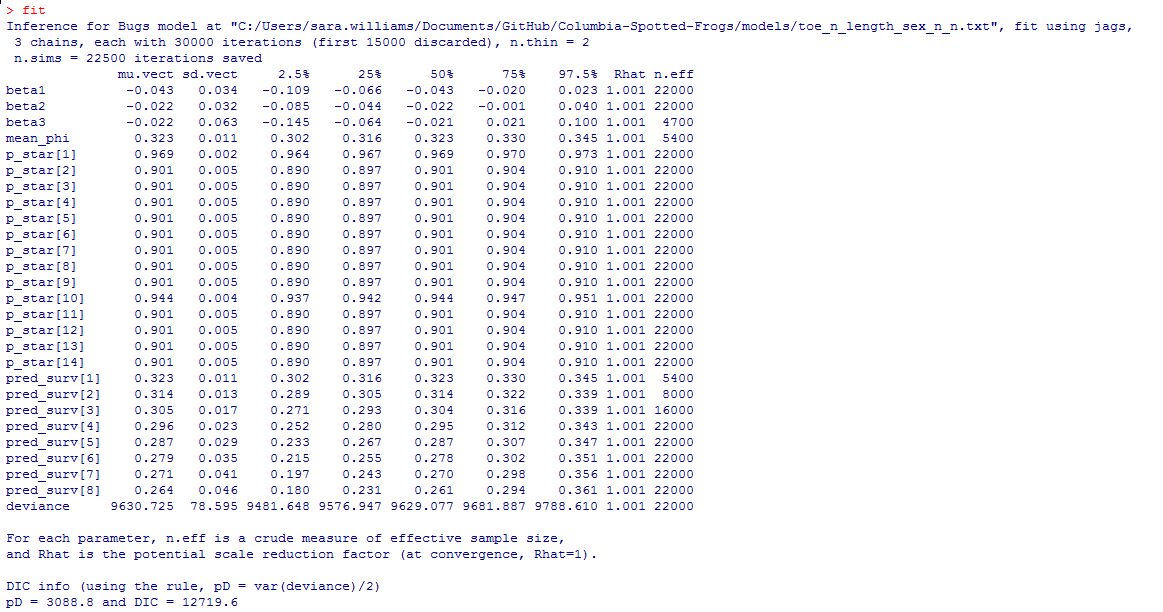 > fit
Inference for Bugs model at "C:/Users/sara.williams/Documents/GitHub/Columbia-Spotted-Frogs/models/toe_n_length_sex_n_n.txt", fit using jags,
 3 chains, each with 30000 iterations (first 15000 discarded), n.thin = 2
 n.sims = 22500 iterations saved
              mu.vect sd.vect     2.5%      25%      50%      75%    97.5%  Rhat n.eff
beta1          -0.043   0.034   -0.109   -0.066   -0.043   -0.020    0.023 1.001 22000
beta2          -0.022   0.032   -0.085   -0.044   -0.022   -0.001    0.040 1.001 22000
beta3          -0.022   0.063   -0.145   -0.064   -0.021    0.021    0.100 1.001  4700
mean_phi        0.323   0.011    0.302    0.316    0.323    0.330    0.345 1.001  5400
p_star[1]       0.969   0.002    0.964    0.967    0.969    0.970    0.973 1.001 22000
p_star[2]       0.901   0.005    0.890    0.897    0.901    0.904    0.910 1.001 22000
p_star[3]       0.901   0.005    0.890    0.897    0.901    0.904    0.910 1.001 22000
p_star[4]       0.901   0.005    0.890    0.897    0.901    0.904    0.910 1.001 22000
p_star[5]       0.901   0.005    0.890    0.897    0.901    0.904    0.910 1.001 22000
p_star[6]       0.901   0.005    0.890    0.897    0.901    0.904    0.910 1.001 22000
p_star[7]       0.901   0.005    0.890    0.897    0.901    0.904    0.910 1.001 22000
p_star[8]       0.901   0.005    0.890    0.897    0.901    0.904    0.910 1.001 22000
p_star[9]       0.901   0.005    0.890    0.897    0.901    0.904    0.910 1.001 22000
p_star[10]      0.944   0.004    0.937    0.942    0.944    0.947    0.951 1.001 22000
p_star[11]      0.901   0.005    0.890    0.897    0.901    0.904    0.910 1.001 22000
p_star[12]      0.901   0.005    0.890    0.897    0.901    0.904    0.910 1.001 22000
p_star[13]      0.901   0.005    0.890    0.897    0.901    0.904    0.910 1.001 22000
p_star[14]      0.901   0.005    0.890    0.897    0.901    0.904    0.910 1.001 22000
pred_surv[1]    0.323   0.011    0.302    0.316    0.323    0.330    0.345 1.001  5400
pred_surv[2]    0.314   0.013    0.289    0.305    0.314    0.322    0.339 1.001  8000
pred_surv[3]    0.305   0.017    0.271    0.293    0.304    0.316    0.339 1.001 16000
pred_surv[4]    0.296   0.023    0.252    0.280    0.295    0.312    0.343 1.001 22000
pred_surv[5]    0.287   0.029    0.233    0.267    0.287    0.307    0.347 1.001 22000
pred_surv[6]    0.279   0.035    0.215    0.255    0.278    0.302    0.351 1.001 22000
pred_surv[7]    0.271   0.041    0.197    0.243    0.270    0.298    0.356 1.001 22000
pred_surv[8]    0.264   0.046    0.180    0.231    0.261    0.294    0.361 1.001 22000
deviance     9630.725  78.595 9481.648 9576.947 9629.077 9681.887 9788.610 1.001 22000

For each parameter, n.eff is a crude measure of effective sample size,
and Rhat is the potential scale reduction factor (at convergence, Rhat=1).

DIC info (using the rule, pD = var(deviance)/2)
pD = 3088.8 and DIC = 12719.6